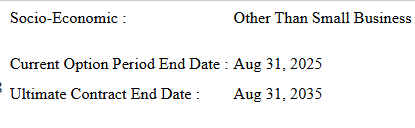 Socio-Economic : Other Than Small Business
Current Option Period End Date : Aug 31, 2025
Ultimate Contract End Date : Aug 31, 2035